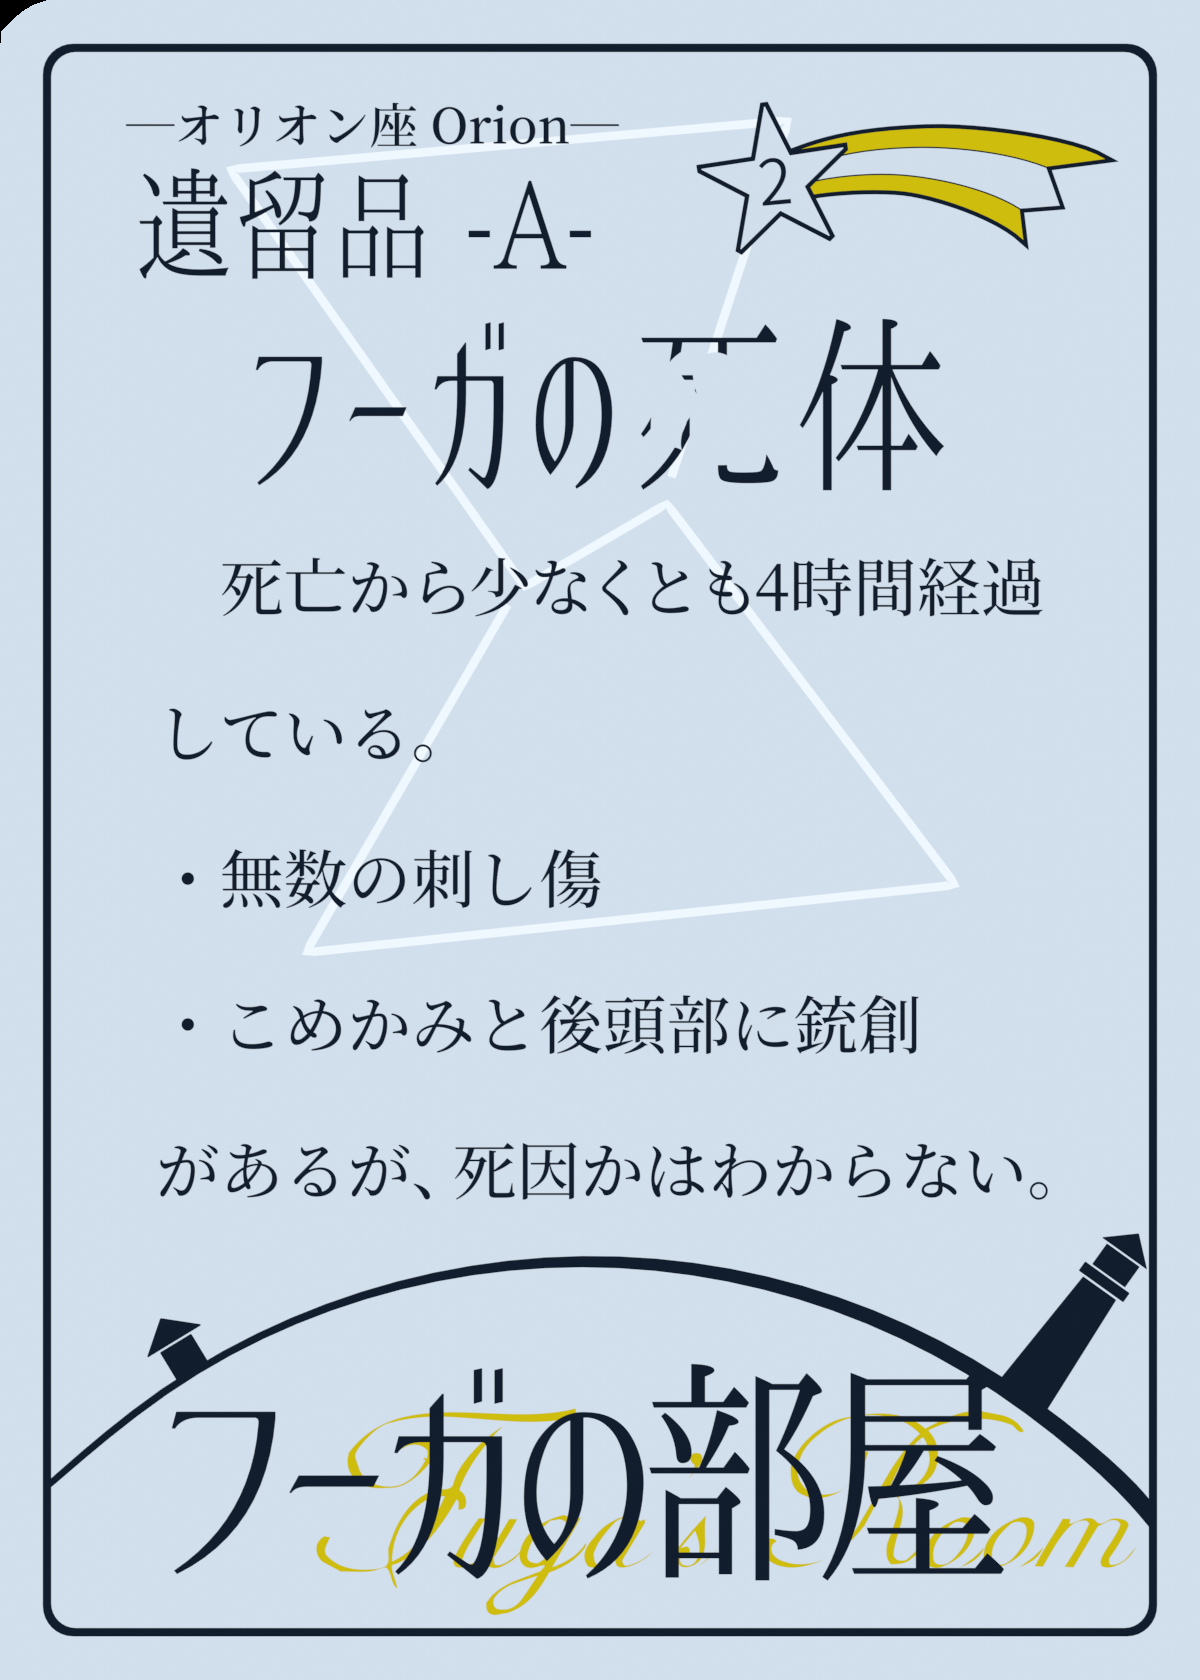 ―オリオン座 Orion―
遺留品 -A-
2
フーガの死体
死亡から少なくとも4時間経過
している。
・無数の刺し傷
・こめかみと後頭部に銃創
があるが、死因かはわからない。
フーガの部屋
Fuga's Room